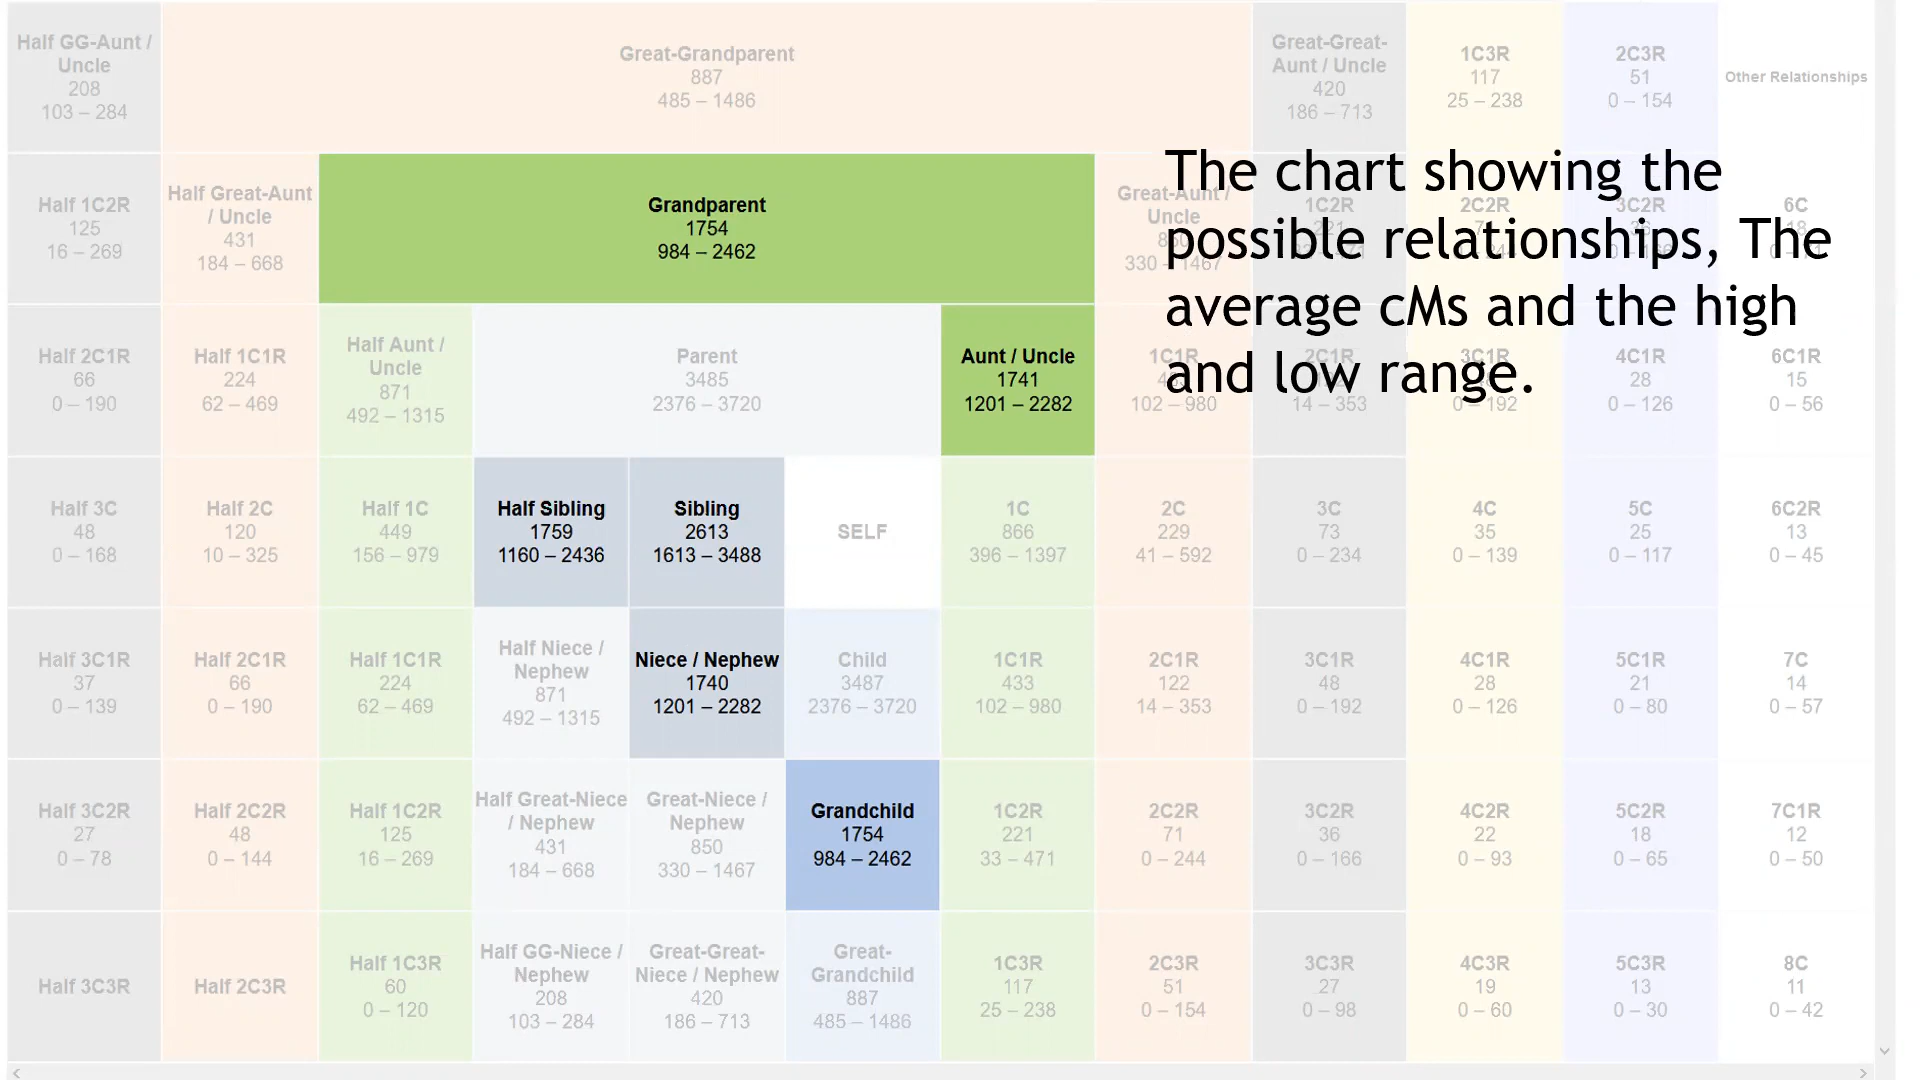 Half GG-Aunt /
Uncle
208
103 – 284
Great-Grandparent
887
485 – 1486
Great-Great-
Aunt / Uncle
420
186 – 713
1C3R
117
25 – 238
2C3R
51
0 – 154
Other Relationships
The chart showing the
possible relationships, The
average cMs and the high
and low range.
Half 1C2R
125
16 – 269
Half Great-Aunt
/ Uncle
431
184 – 668
Grandparent
1754
984 – 2462
Great-Aunt /
Uncle
330 – 1467
1C2R
2C2R
3C2R
6C
Half 2C1R
66
0 – 190
Half 1C1R
224
62 – 469
Half Aunt /
Uncle
871
492 – 1315
Parent
3485
2376 – 3720
Aunt / Uncle
1741
1201 – 2282
1C1R
102 – 980
2C1R
14 – 353
3C1R
0 – 192
4C1R
28
0 – 126
6C1R
15
0 – 56
Half 3C
48
0 – 168
Half 2C
120
10 – 325
Half 1C
449
156 – 979
Half Sibling
1759
1160 – 2436
Sibling
2613
1613 – 3488
SELF
1C
866
396 – 1397
2C
229
41 – 592
3C
73
0 – 234
4C
35
0 – 139
5C
25
0 – 117
6C2R
13
0 – 45
Half 3C1R
37
0 – 139
Half 2C1R
66
0 – 190
Half 1C1R
224
62 – 469
Half Niece /
Nephew
871
492 – 1315
Niece / Nephew
1740
1201 – 2282
Child
3487
2376 – 3720
1C1R
433
102 – 980
2C1R
122
14 – 353
3C1R
48
0 – 192
4C1R
28
0 – 126
5C1R
21
0 – 80
7C
14
0 – 57
Half 3C2R
27
0 – 78
Half 2C2R
48
0 – 144
Half 1C2R
125
16 – 269
Half Great-Niece
/ Nephew
431
184 – 668
Great-Niece /
Nephew
850
330 – 1467
Grandchild
1754
984 – 2462
1C2R
221
33 – 471
2C2R
71
0 – 244
3C2R
36
0 – 166
4C2R
22
0 – 93
5C2R
18
0 – 65
7C1R
12
0 – 50
Half 3C3R
Half 2C3R
Half 1C3R
60
0 – 120
Half GG-Niece /
Nephew
208
103 – 284
Great-Great-
Niece / Nephew
420
186 – 713
Great-
Grandchild
887
485 – 1486
1C3R
117
25 – 238
2C3R
51
0 – 154
3C3R
27
0 – 98
4C3R
19
0 – 60
5C3R
13
0 – 30
8C
11
0 – 42